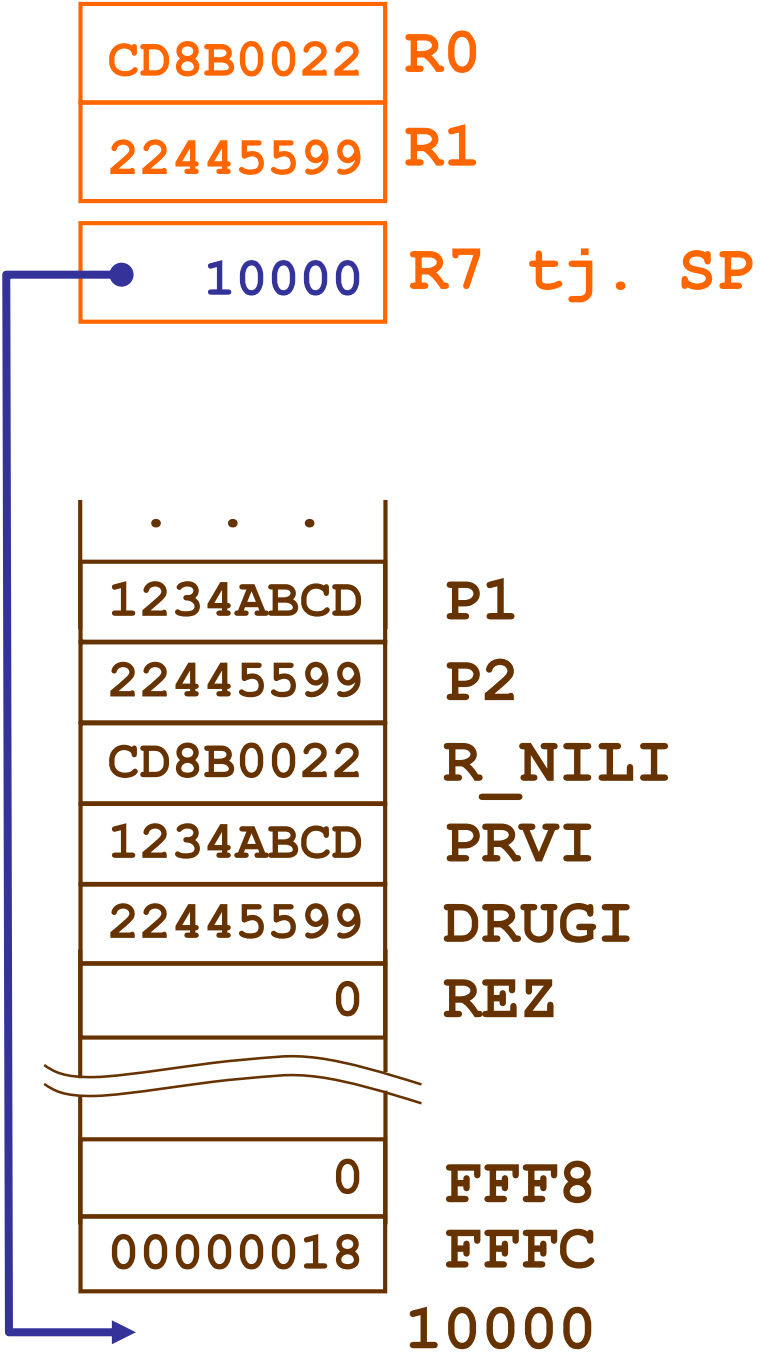 CD8B0022 R0
22445599 R1
10000 R7 tj. SP
. . .
1234ABCD P1
22445599 P2
CD8B0022 R_NILI
1234ABCD PRVI
22445599 DRUGI
0 REZ
0 FFF8
00000018 FFFC
10000